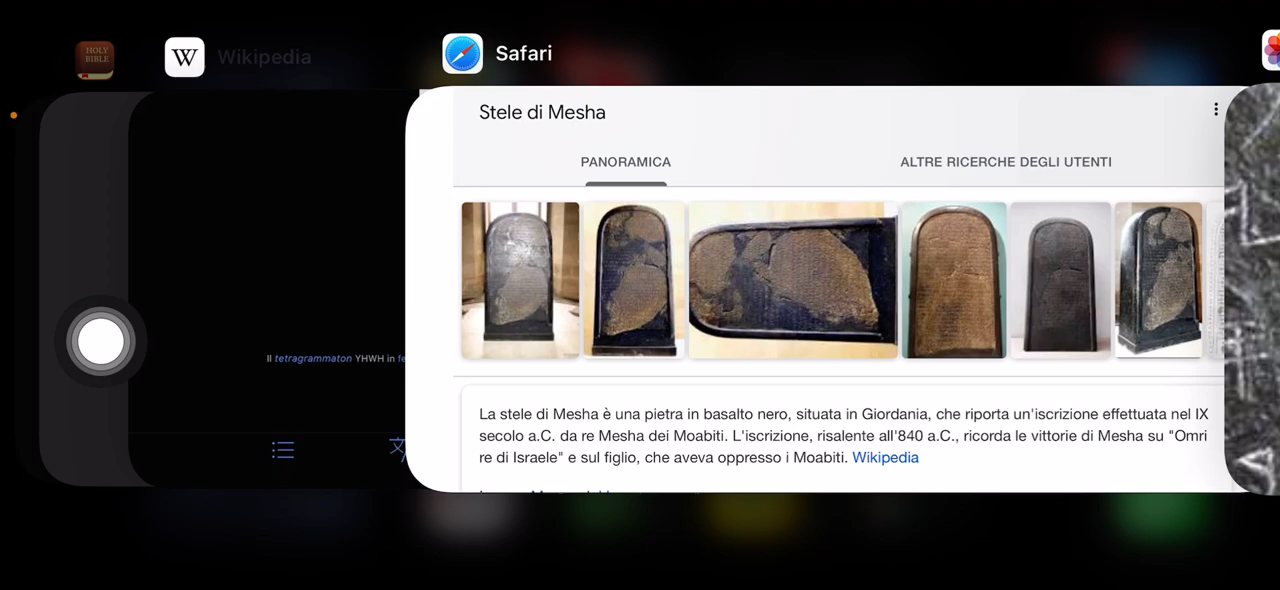 HOLY
BIBLE
W
Wikipedia
Safari
Stele di Mesha
PANORAMICA
ALTRE RICERCHE DEGLI UTENTI
Il tetragrammaton YHWH in
La stele di Mesha è una pietra in basalto nero, situata in Giordania, che riporta un'iscrizione effettuata nel IX
secolo a.C. da re Mesha dei Moabiti. L'iscrizione, risalente all'840 a.C., ricorda le vittorie di Mesha su "Omri
re di Israele" e sul figlio, che aveva oppresso i Moabiti. Wikipedia